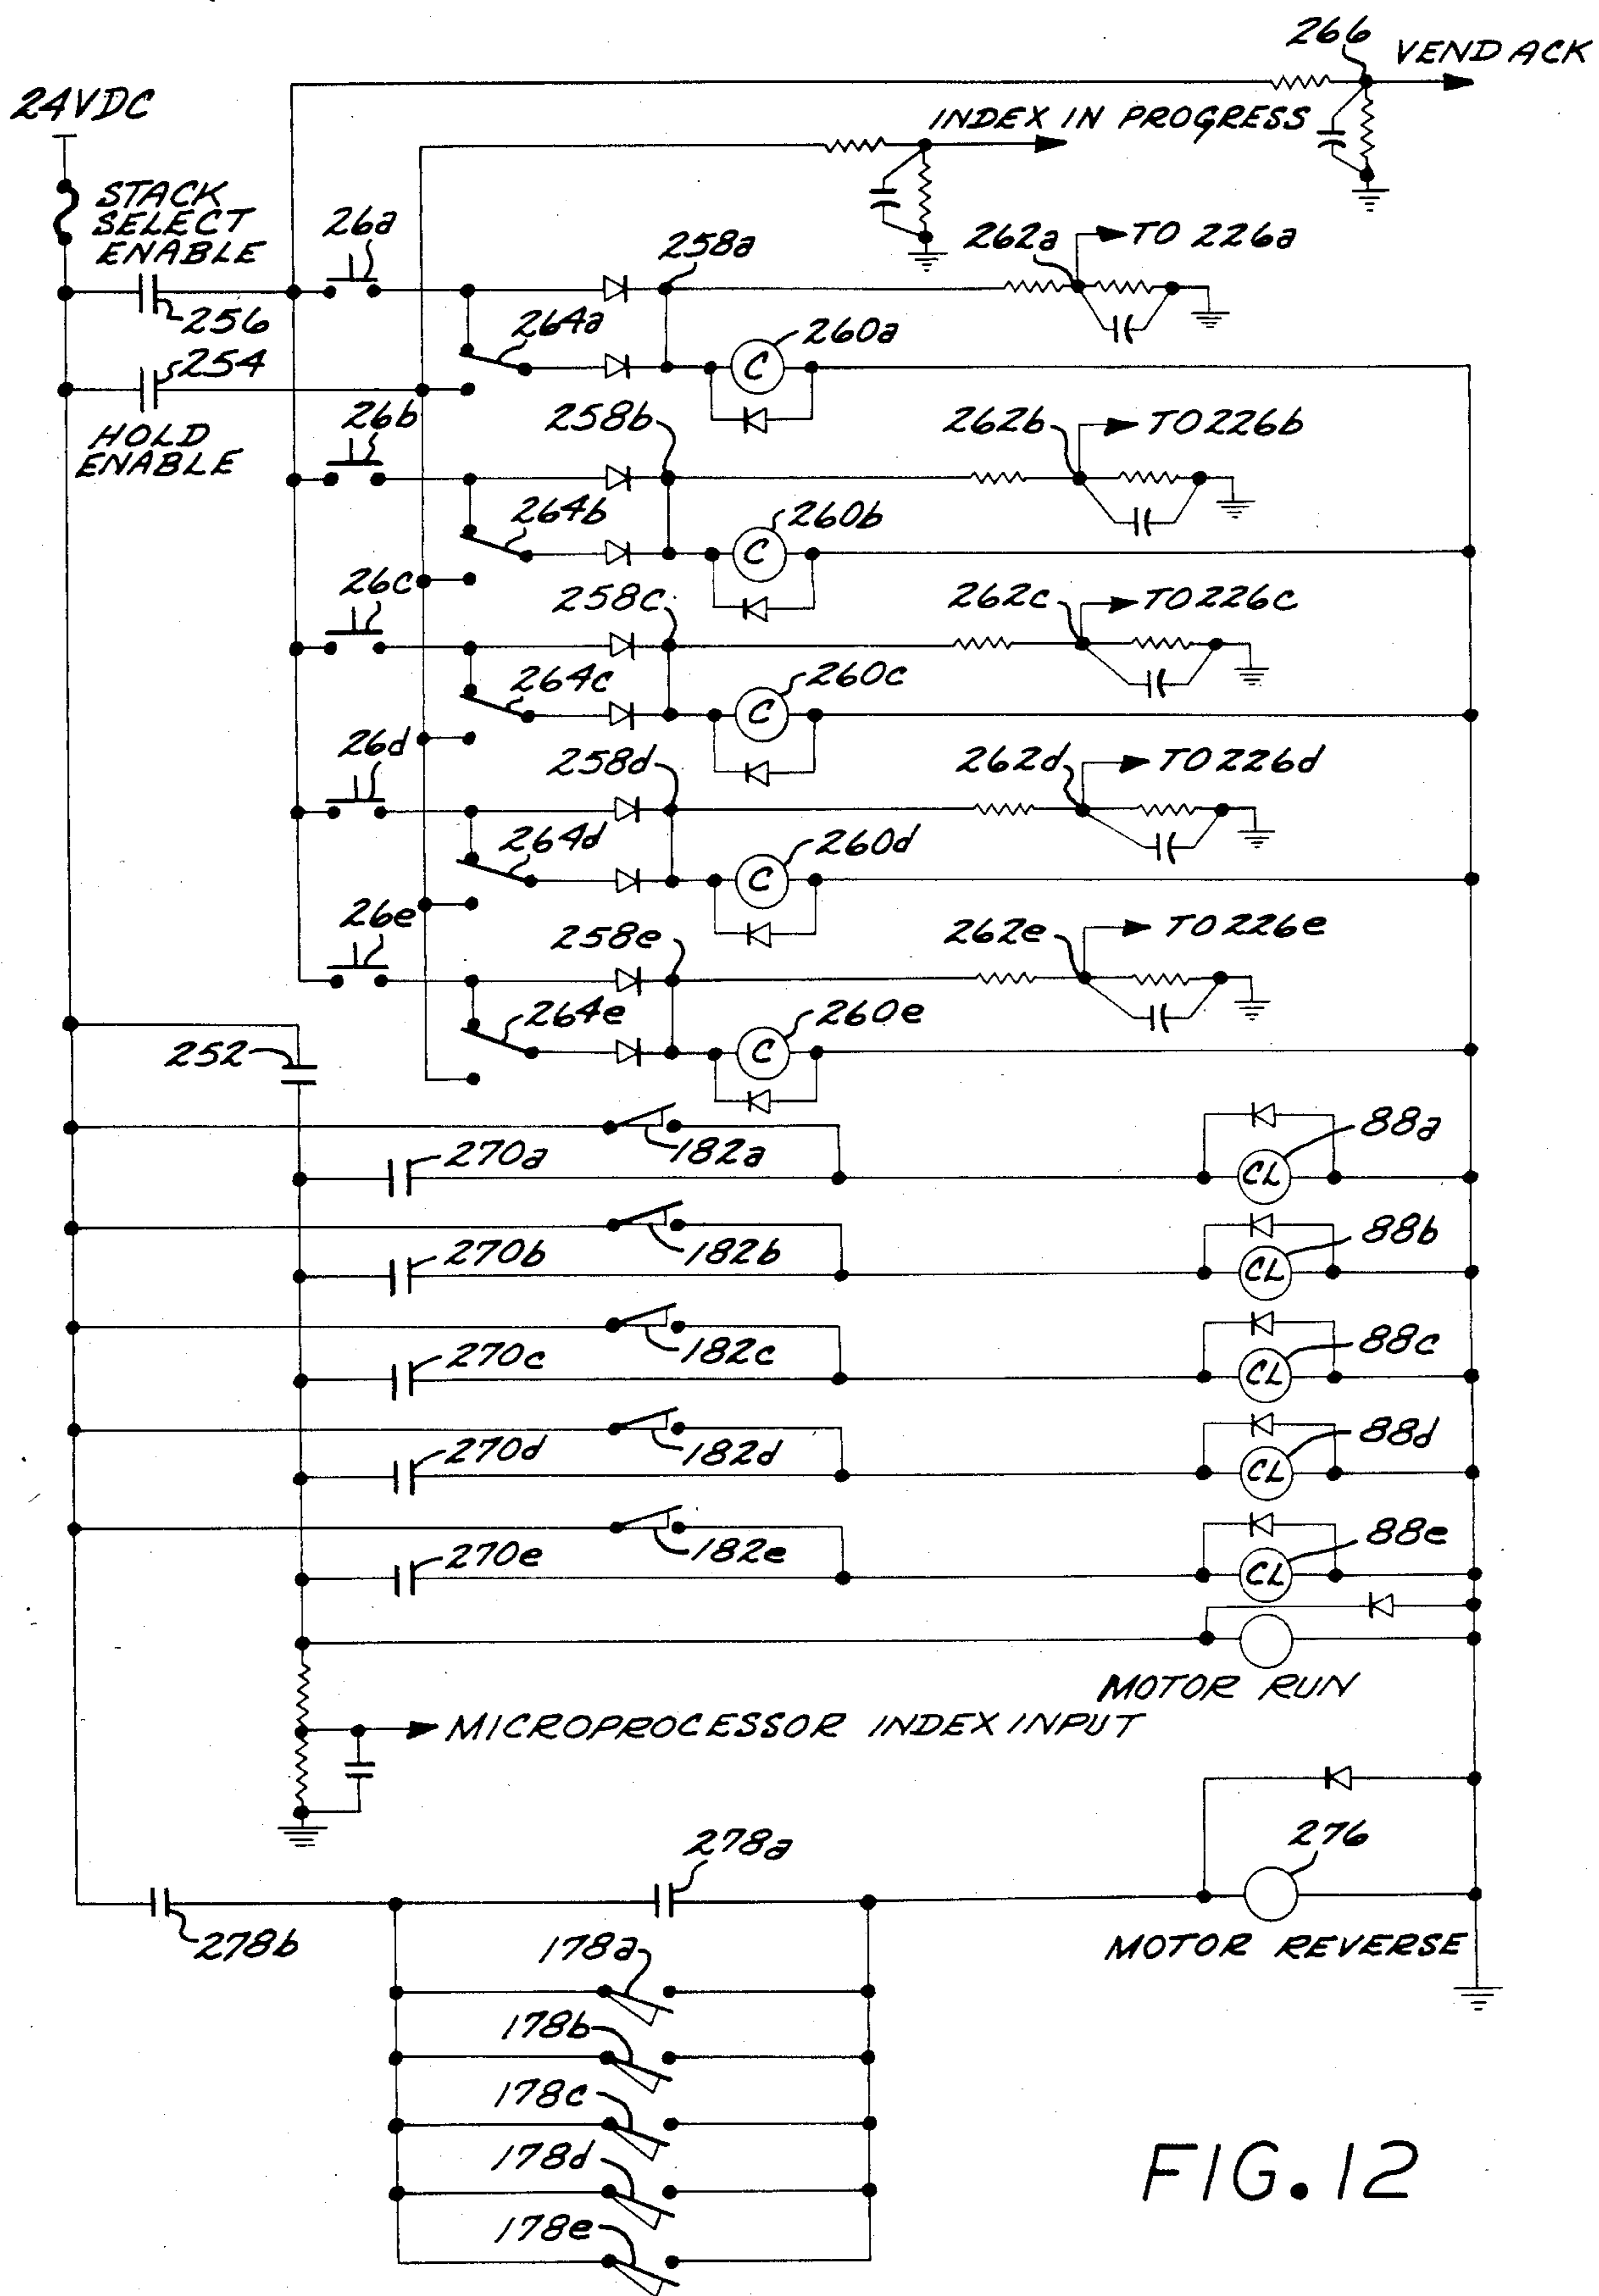 266
VEND ACK
24VDC
INDEX IN PROGRESS
STACK
SELECT
ENABLE
26a
258a
262a
TO 226a
256
264a
260a
254
HOLD
ENABLE
26b
258b
262b
TO 226b
264b
260b
26c
258c
262c
TO 226c
264c
C
260c
26d
258d
262d
TO 226d
264d
C
260d
26e
258e
262e
TO 226e
264e
C
260e
C
C
252
182a
270a
88a
CL
182b
270b
88b
CL
182c
270c
88c
CL
182d
270d
88d
CL
182e
270e
88e
CL
MOTOR RUN
MICROPROCESSOR INDEX INPUT
278a
276
278b
MOTOR REVERSE
178a
178b
178c
178d
178e
FIG. 12